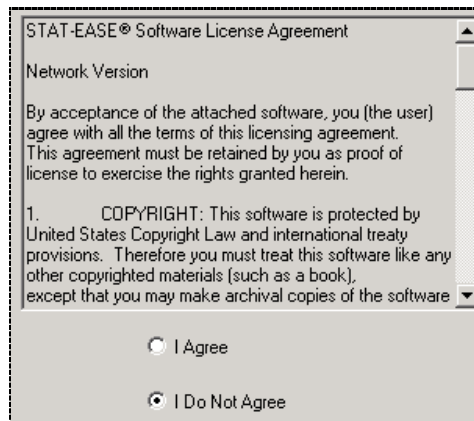 STAT-EASE® Software License Agreement
Network Version
By acceptance of the attached software, you (the user)
agree with all the terms of this licensing agreement.
This agreement must be retained by you as proof of
license to exercise the rights granted herein.
1. COPYRIGHT: This software is protected by
United States Copyright Law and international treaty
provisions. Therefore you must treat this software like any
other copyrighted materials (such as a book),
except that you may make archival copies of the software
I Agree
I Do Not Agree